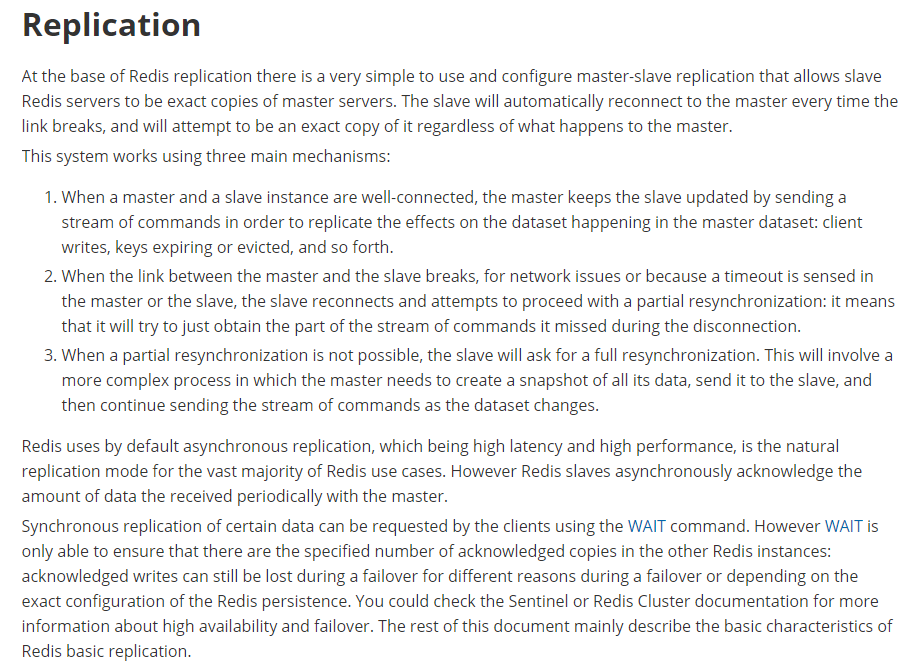 Replication
At the base of Redis replication there is a very simple to use and configure master-slave replication that allows slave
Redis servers to be exact copies of master servers. The slave will automatically reconnect to the master every time the
link breaks, and will attempt to be an exact copy of it regardless of what happens to the master.
This system works using three main mechanisms:
1. When a master and a slave instance are well-connected, the master keeps the slave updated by sending a
stream of commands in order to replicate the effects on the dataset happening in the master dataset: client
writes, keys expiring or evicted, and so forth.
2. When the link between the master and the slave breaks, for network issues or because a timeout is sensed in
the master or the slave, the slave reconnects and attempts to proceed with a partial resynchronization: it means
that it will try to just obtain the part of the stream of commands it missed during the disconnection.
3. When a partial resynchronization is not possible, the slave will ask for a full resynchronization. This will involve a
more complex process in which the master needs to create a snapshot of all its data, send it to the slave, and
then continue sending the stream of commands as the dataset changes.
Redis uses by default asynchronous replication, which being high latency and high performance, is the natural
replication mode for the vast majority of Redis use cases. However Redis slaves asynchronously acknowledge the
amount of data the received periodically with the master.
Synchronous replication of certain data can be requested by the clients using the WAIT command. However WAIT is
only able to ensure that there are the specified number of acknowledged copies in the other Redis instances:
acknowledged writes can still be lost during a failover for different reasons during a failover or depending on the
exact configuration of the Redis persistence. You could check the Sentinel or Redis Cluster documentation for more
information about high availability and failover. The rest of this document mainly describe the basic characteristics of
Redis basic replication.